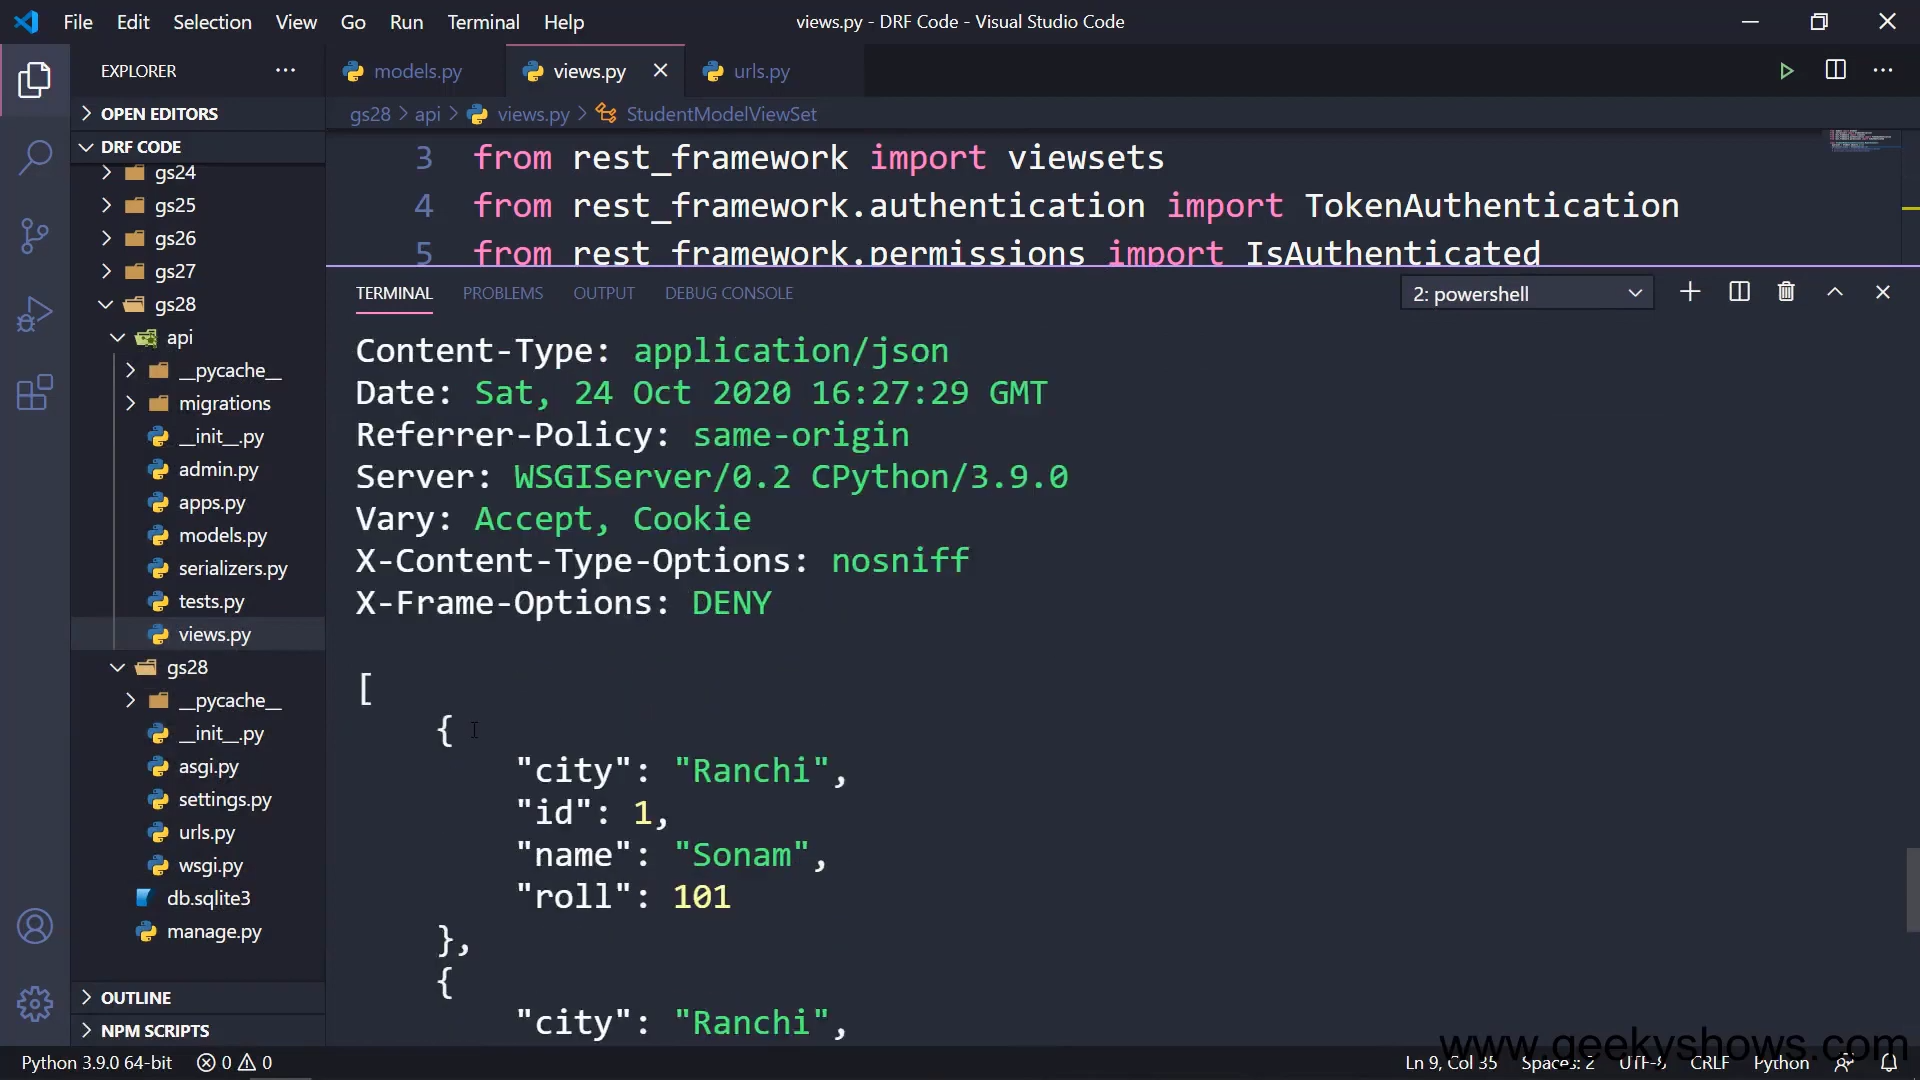 File Edit Selection View Go Run Terminal Help
views.py - DRF Code - Visual Studio Code
EXPLORER
models.py
views.py
urls.py
OPEN EDITORS
gs28 > api > views.py > StudentModelViewSet
DRF CODE
gs24
gs25
gs26
gs27
gs28
api
__pycache__
migrations
__init__.py
admin.py
apps.py
models.py
serializers.py
tests.py
views.py
gs28
__pycache__
__init__.py
asgi.py
settings.py
urls.py
wsgi.py
db.sqlite3
manage.py
OUTLINE
NPM SCRIPTS
3 from rest_framework import viewsets
4 from rest_framework.authentication import TokenAuthentication
5 from rest_framework.permissions import IsAuthenticated
TERMINAL PROBLEMS OUTPUT DEBUG CONSOLE
2: powershell
Content-Type: application/json
Date: Sat, 24 Oct 2020 16:27:29 GMT
Referrer-Policy: same-origin
Server: WSGIServer/0.2 CPython/3.9.0
Vary: Accept, Cookie
X-Content-Type-Options: nosniff
X-Frame-Options: DENY
[
{
"city": "Ranchi",
"id": 1,
"name": "Sonam",
"roll": 101
},
{
"city": "Ranchi",
www.geekyshows.com
Python 3.9.0 64-bit 0 0
Ln 9, Col 35 Spaces: 2 UTF-8 CRLF Python